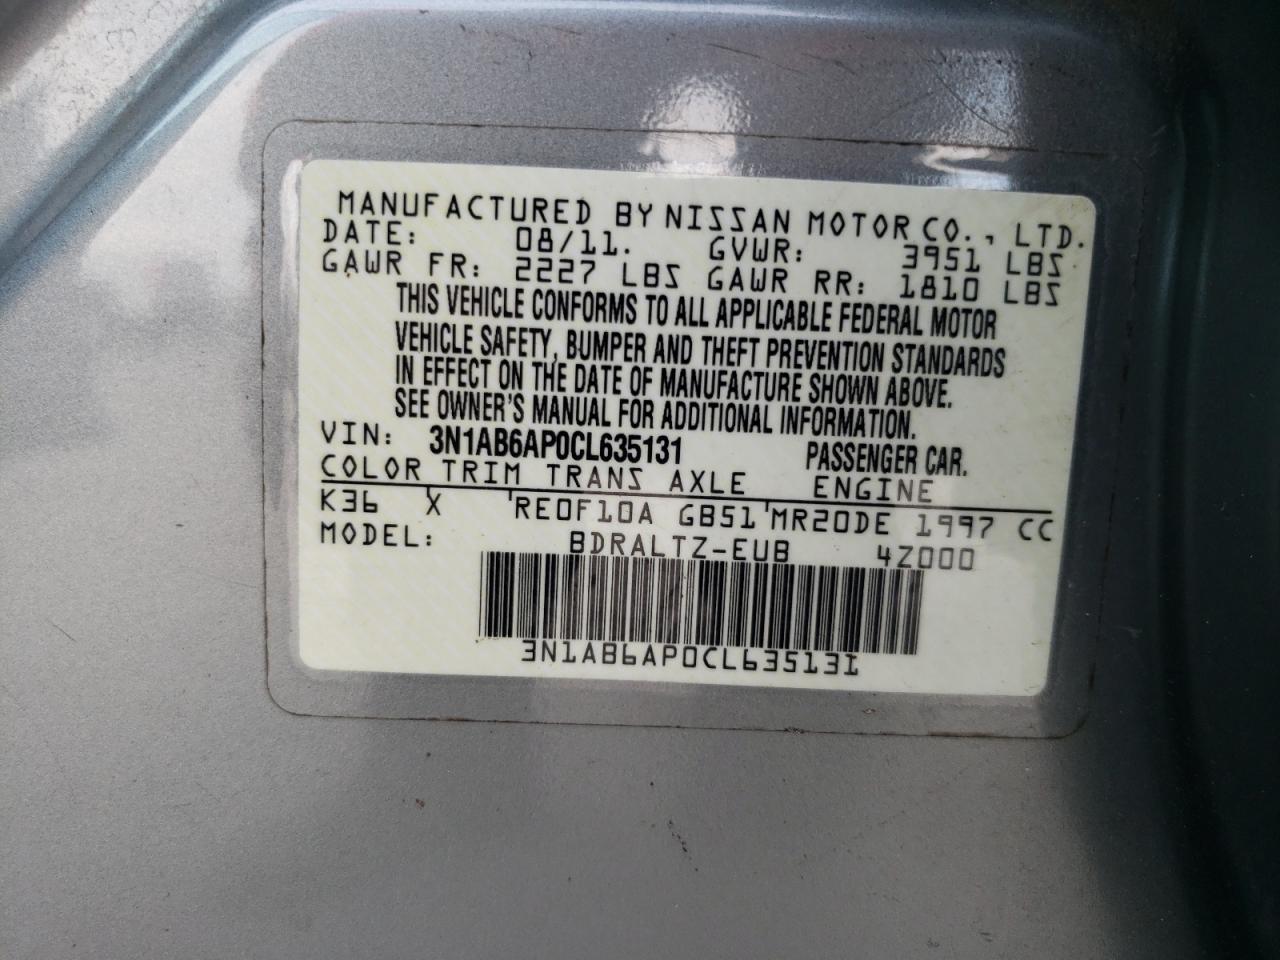 MANUFACTURED BY NISSAN MOTOR CO., LTD.
DATE: 08/11. GVWR: 3951 LBS
GAWR FR: 2227 LBS GAWR RR: 1810 LBS
THIS VEHICLE CONFORMS TO ALL APPLICABLE FEDERAL MOTOR
VEHICLE SAFETY, BUMPER AND THEFT PREVENTION STANDARDS
IN EFFECT ON THE DATE OF MANUFACTURE SHOWN ABOVE.
SEE OWNER'S MANUAL FOR ADDITIONAL INFORMATION.
VIN: 3N1AB6AP0CL635131 PASSENGER CAR.
COLOR TRIM TRANS AXLE ENGINE
K36 X RE0F10A GB51 MR20DE 1997 CC
MODEL: BDRALTZ-EUB 4Z000
3N1AB6AP0CL635131